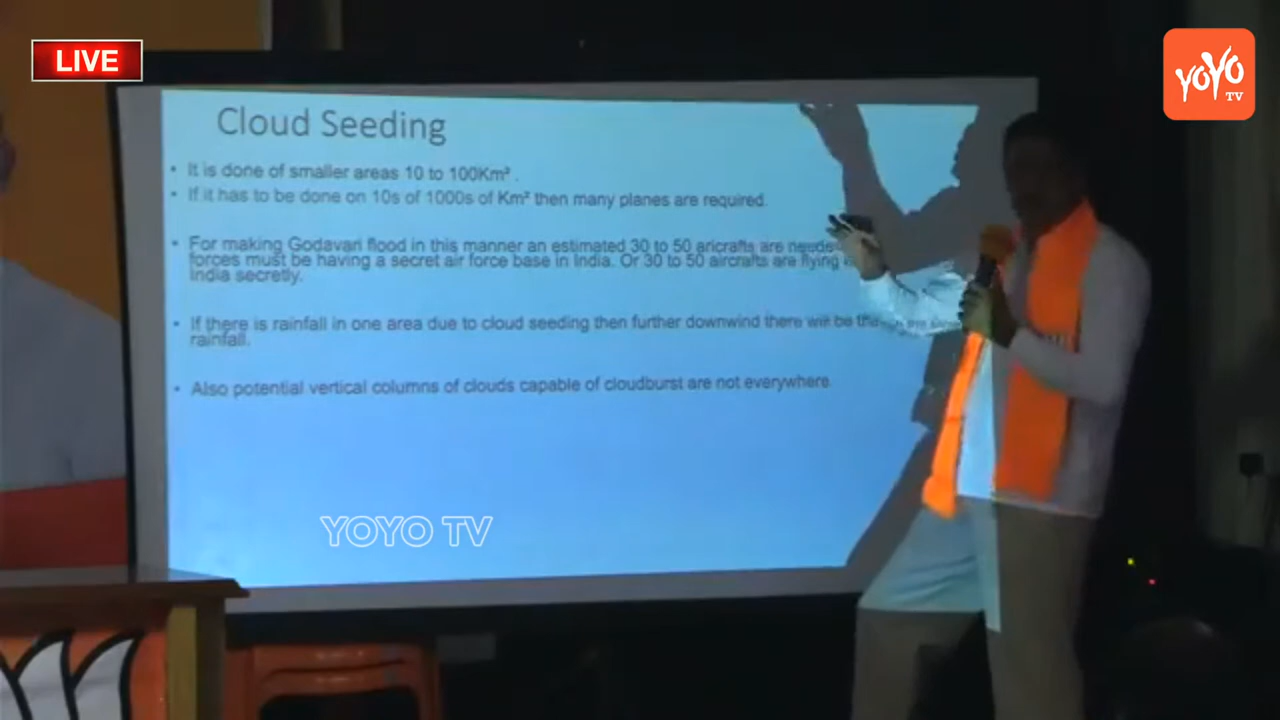 LIVE
YOYO
TV
Cloud Seeding
• It is done of smaller areas 10 to 100Km² .
• If it has to be done on 10s of 1000s of Km² then many planes are required.
• For making Godavari flood in this manner an estimated 30 to 50 aricrafts are neede
forces must be having a secret air force base in India. Or 30 to 50 aircrafts are flying
India secretly.
• If there is rainfall in one area due to cloud seeding then further downwind there will be
rainfall.
• Also potential vertical columns of clouds capable of cloudburst are not everywhere.
YOYO TV